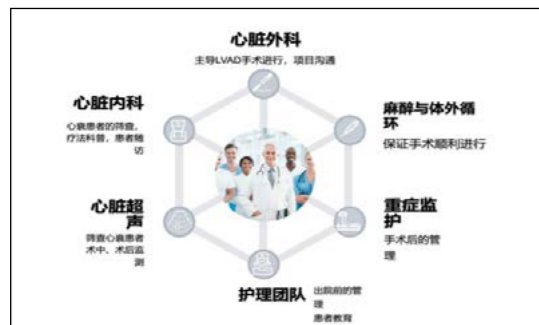 心脏外科
主导LVAD手术进行，项目沟通
心脏内科
心衰患者的筛查，
疗法科普，患者随
访
麻醉与体外循
环
保证手术顺利进行
心脏超
声
筛查心衰患者
术中、术后监
测
重症监
护
手术后的管
理
护理团队
出院前的管
理
患者教育